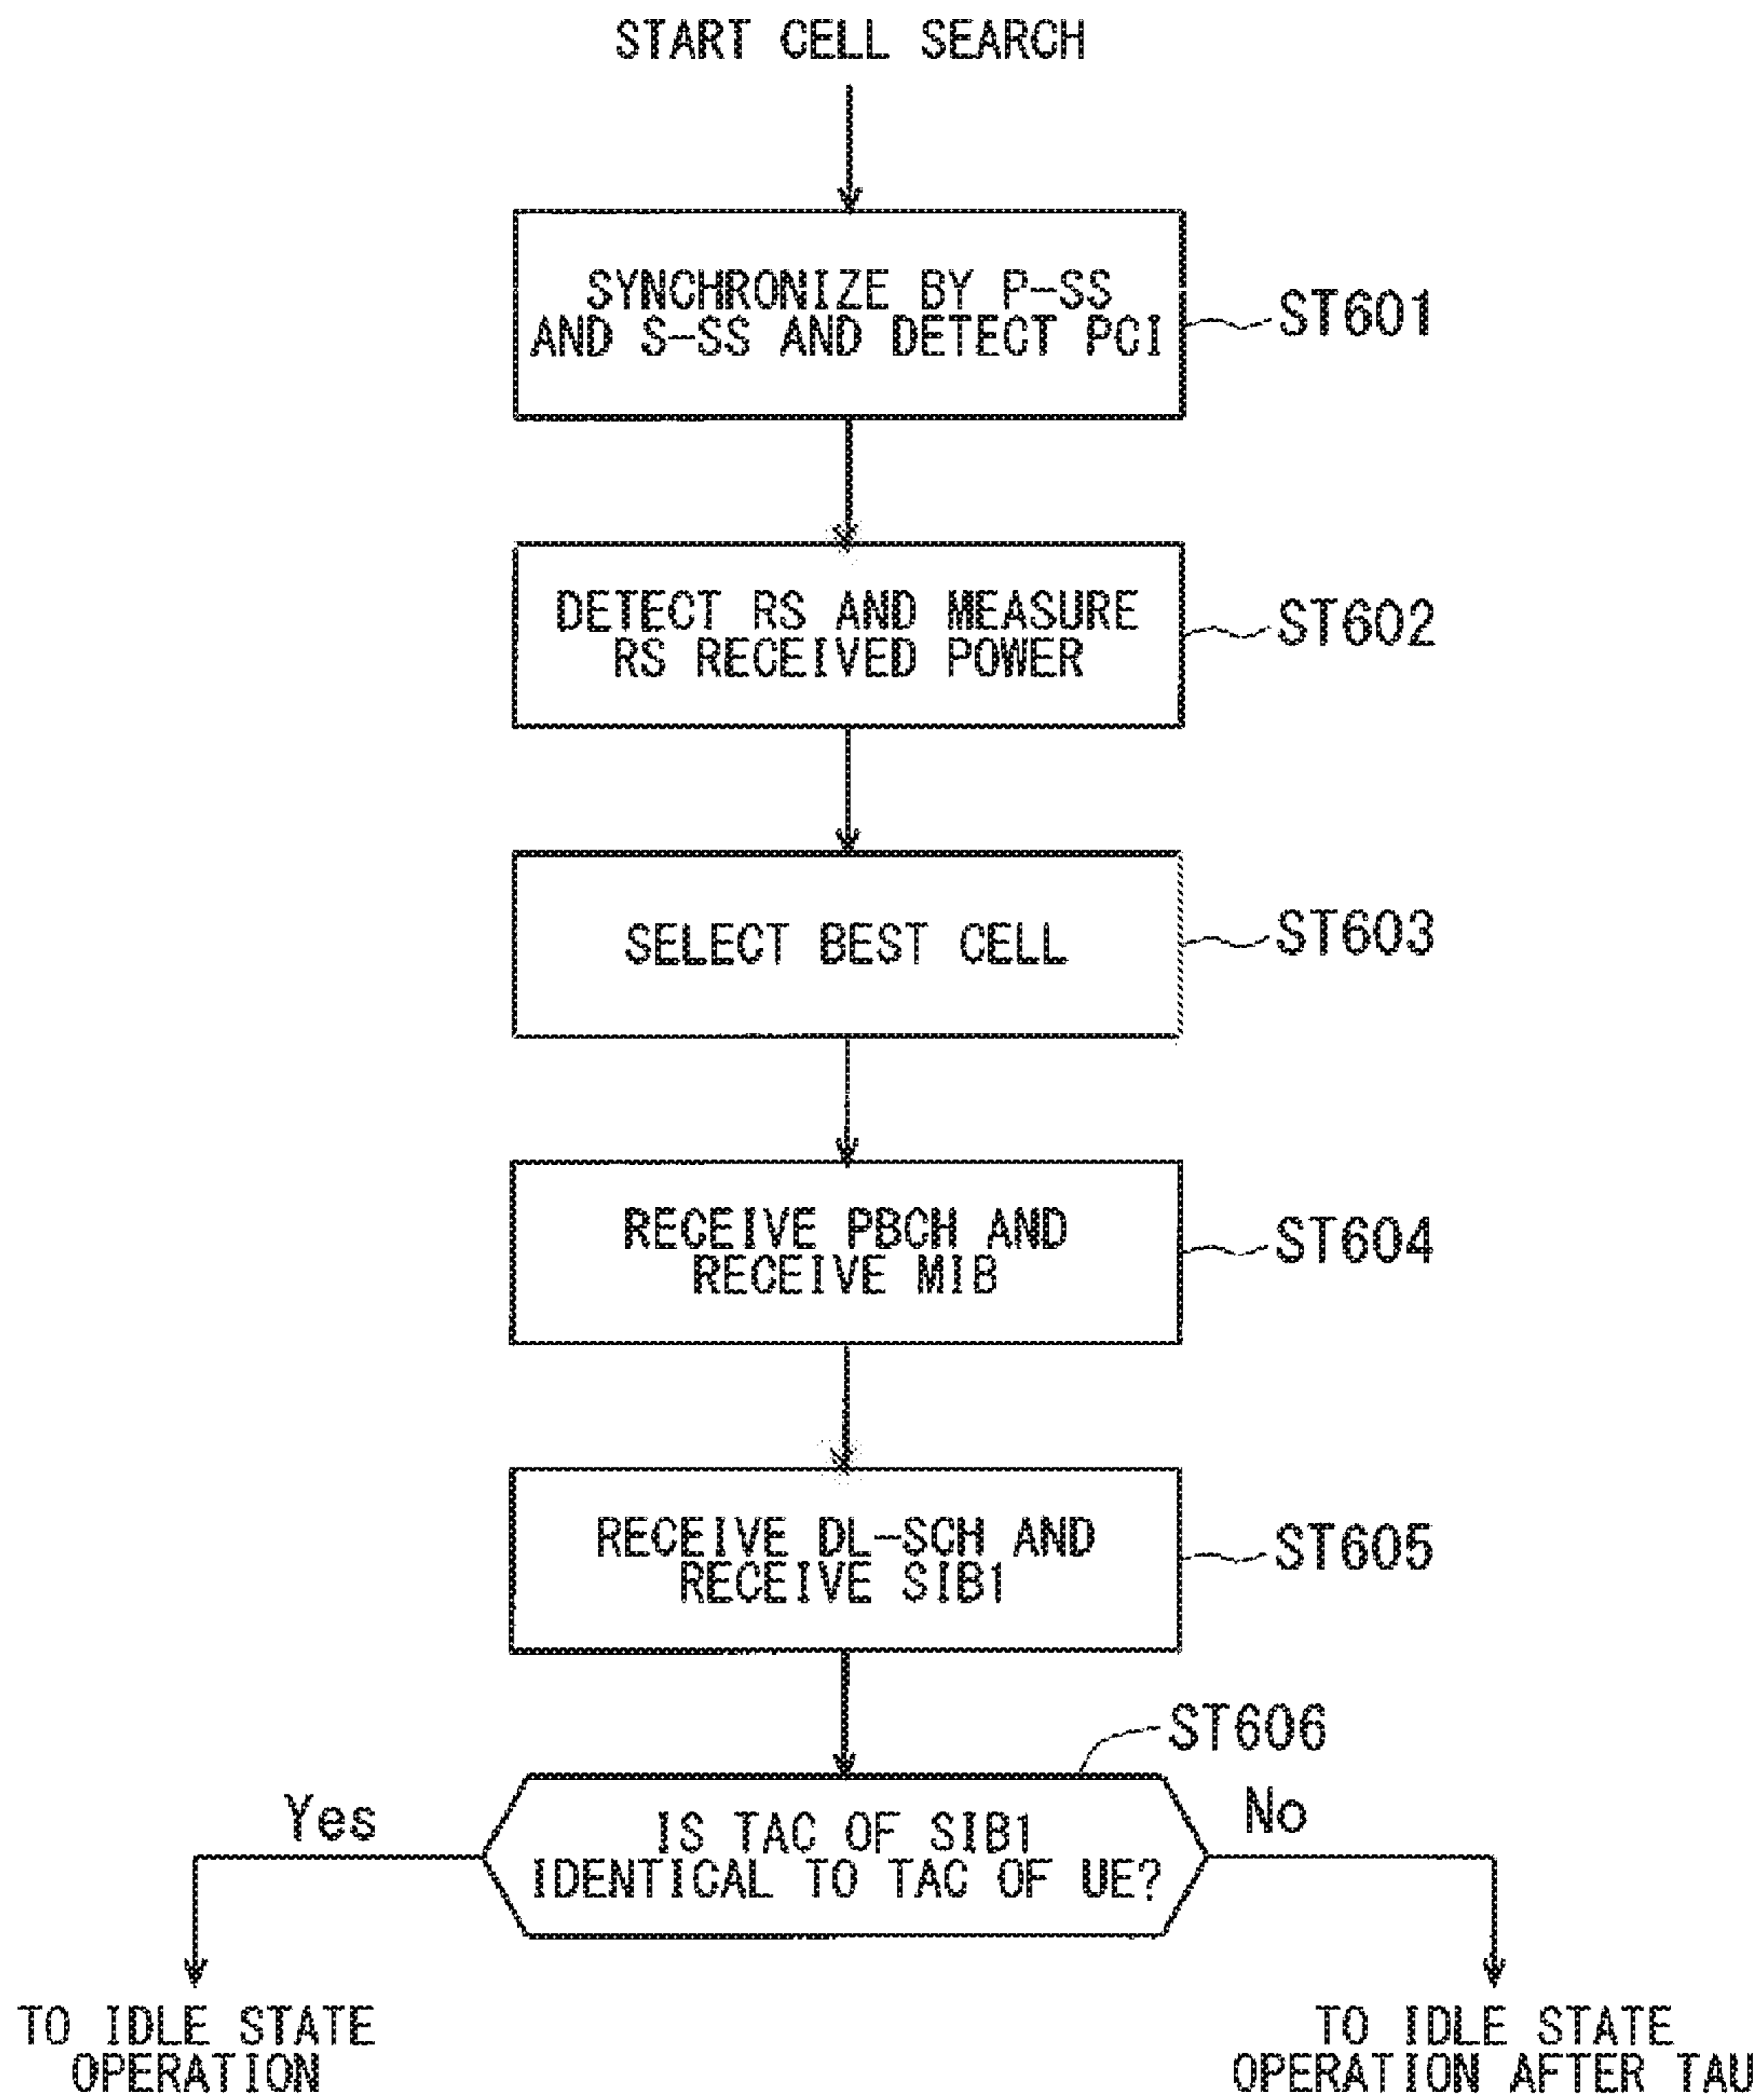 START CELL SEARCH
SYNCHRONIZE BY P-SS
AND S-SS AND DETECT PCI
ST601
DETECT RS AND MEASURE
RS RECEIVED POWER
ST602
SELECT BEST CELL
ST603
RECEIVE PBCH AND
RECEIVE MIB
ST604
RECEIVE DL-SCH AND
RECEIVE SIB1
ST605
ST606
Yes
IS TAC OF SIB1
IDENTICAL TO TAC OF UE?
No
TO IDLE STATE
OPERATION
TO IDLE STATE
OPERATION AFTER TAU